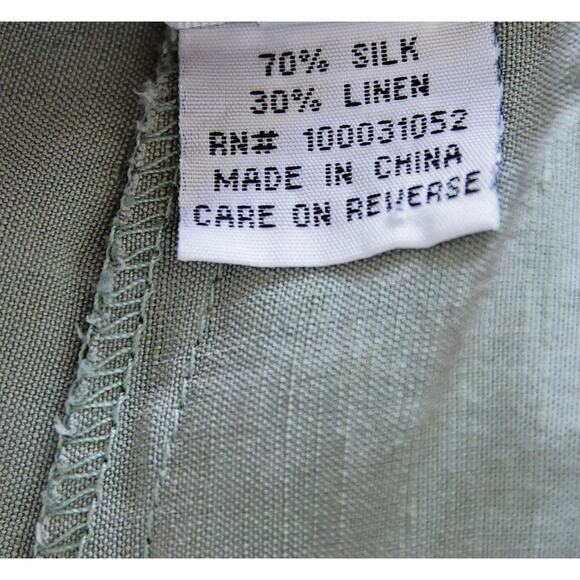 70% SILK
30% LINEN
RN# 100031052
MADE IN CHINA
CARE ON REVERSE